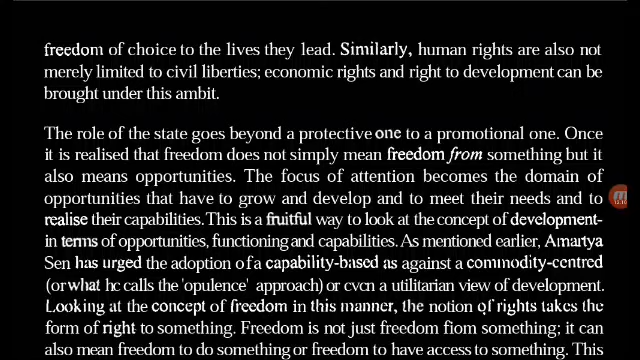 freedom of choice to the lives they lead. Similarly, human rights are also not
merely limited to civil liberties; economic rights and right to development can be
brought under this ambit.
The role of the state goes beyond a protective one to a promotional one. Once
it is realised that freedom does not simply mean freedom from something but it
also means opportunities. The focus of attention becomes the domain of
opportunities that have to grow and develop and to meet their needs and to
realise their capabilities. This is a fruitful way to look at the concept of development-
in terms of opportunities, functioning and capabilities. As mentioned earlier, Amartya
Sen has urged the adoption of a capability-based as against a commodity-centred
(or what hc calls the 'opulence' approach) or cvcn a utilitarian view of development.
Looking at the concept of freedom in this manner, the notion of rights takes the
form of right to something. Freedom is not just freedom fiom something; it can
also mean freedom to do something or freedom to have access to something. This